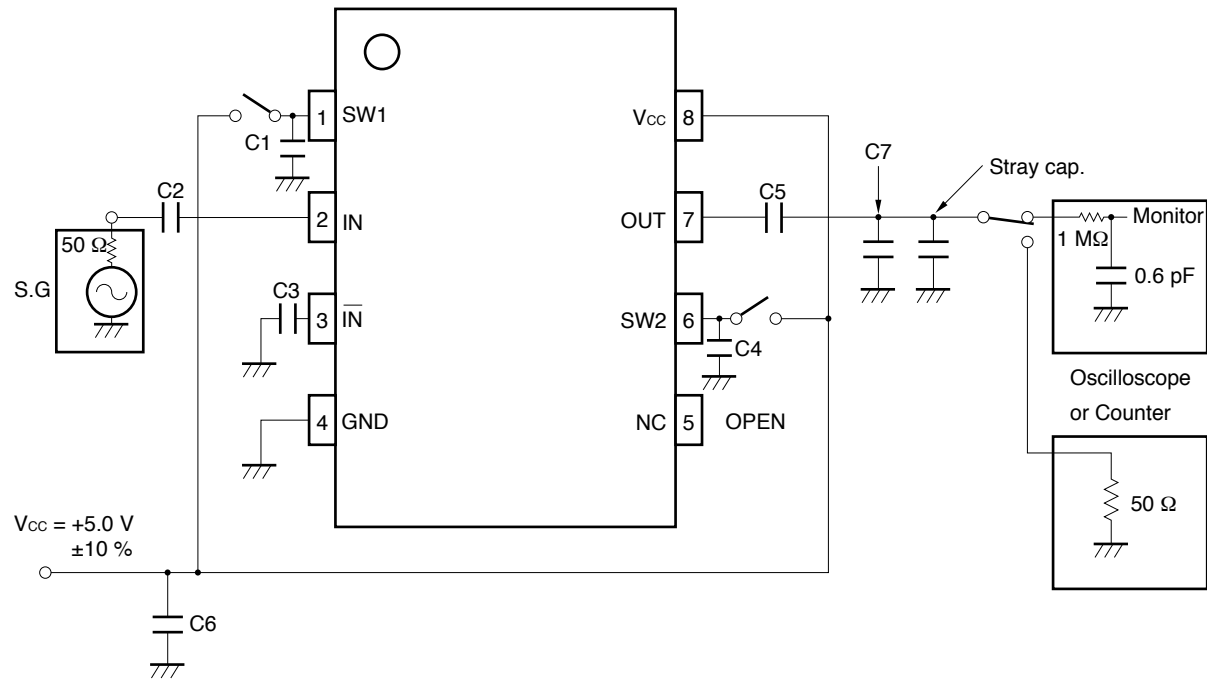 1 SW1
C1
C2
2 IN
50 Ω
S.G
C3
3 I̅N̅
4 GND
VCC 8
OUT 7
SW2 6
NC 5 OPEN
C4
C5
C7
Stray cap.
Monitor
1 MΩ
0.6 pF
Oscilloscope
or Counter
50 Ω
VCC = +5.0 V
±10 %
C6